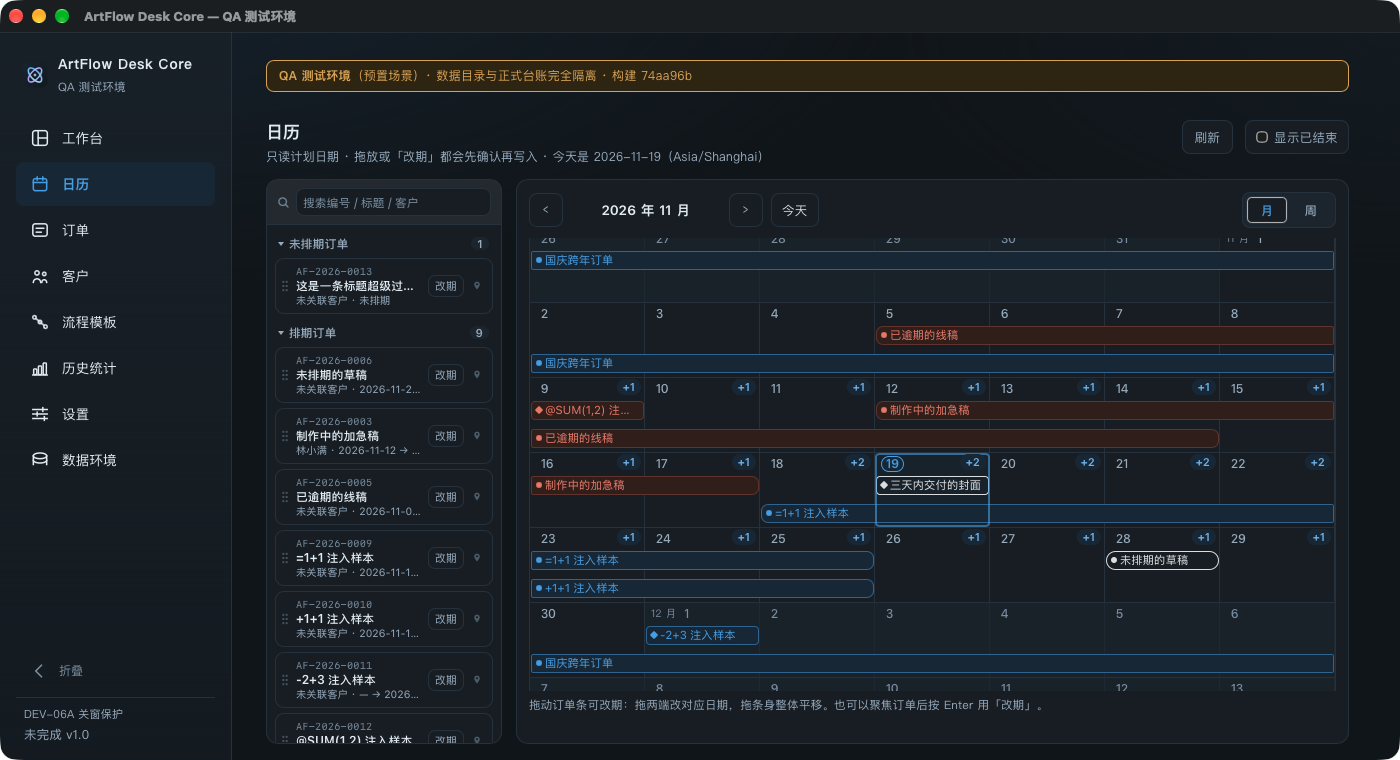 ArtFlow Desk Core — QA 测试环境
ArtFlow Desk Core
QA 测试环境
工作台
日历
订单
客户
流程模板
历史统计
设置
数据环境
折叠
DEV-06A 关窗保护
未完成 v1.0
QA 测试环境（预置场景）· 数据目录与正式台账完全隔离 · 构建 74aa96b
日历
只读计划日期 · 拖放或「改期」都会先确认再写入 · 今天是 2026-11-19（Asia/Shanghai）
刷新
显示已结束
搜索编号 / 标题 / 客户
未排期订单 1
AF-2026-0013
这是一条标题超级过...
未关联客户 · 未排期
改期
排期订单 9
AF-2026-0006
未排期的草稿
未关联客户 · 2026-11-2...
改期
AF-2026-0003
制作中的加急稿
林小满 · 2026-11-12 → ...
改期
AF-2026-0005
已逾期的线稿
未关联客户 · 2026-11-0...
改期
AF-2026-0009
=1+1 注入样本
未关联客户 · 2026-11-1...
改期
AF-2026-0010
+1+1 注入样本
未关联客户 · 2026-11-1...
改期
AF-2026-0011
-2+3 注入样本
未关联客户 · — → 2026...
改期
AF-2026-0012
@SUM(1,2) 注入样本
改期
< 2026 年 11 月 > 今天
月 周
26 27 28 29 30 31 11 月 1
国庆跨年订单
2 3 4 5 6 7 8
已逾期的线稿
国庆跨年订单
9 +1 10 +1 11 +1 12 +1 13 +1 14 +1 15 +1
@SUM(1,2) 注... 制作中的加急稿
已逾期的线稿
16 +1 17 +1 18 +2 19 +2 20 +2 21 +2 22 +2
制作中的加急稿 三天内交付的封面
=1+1 注入样本
23 +1 24 +1 25 +1 26 +1 27 +1 28 +1 29 +1
=1+1 注入样本 未排期的草稿
+1+1 注入样本
30 12 月 1 2 3 4 5 6
-2+3 注入样本
国庆跨年订单
7 8 9 10 11 12 13
拖动订单条可改期：拖两端改对应日期，拖条身整体平移。也可以聚焦订单后按 Enter 用「改期」。